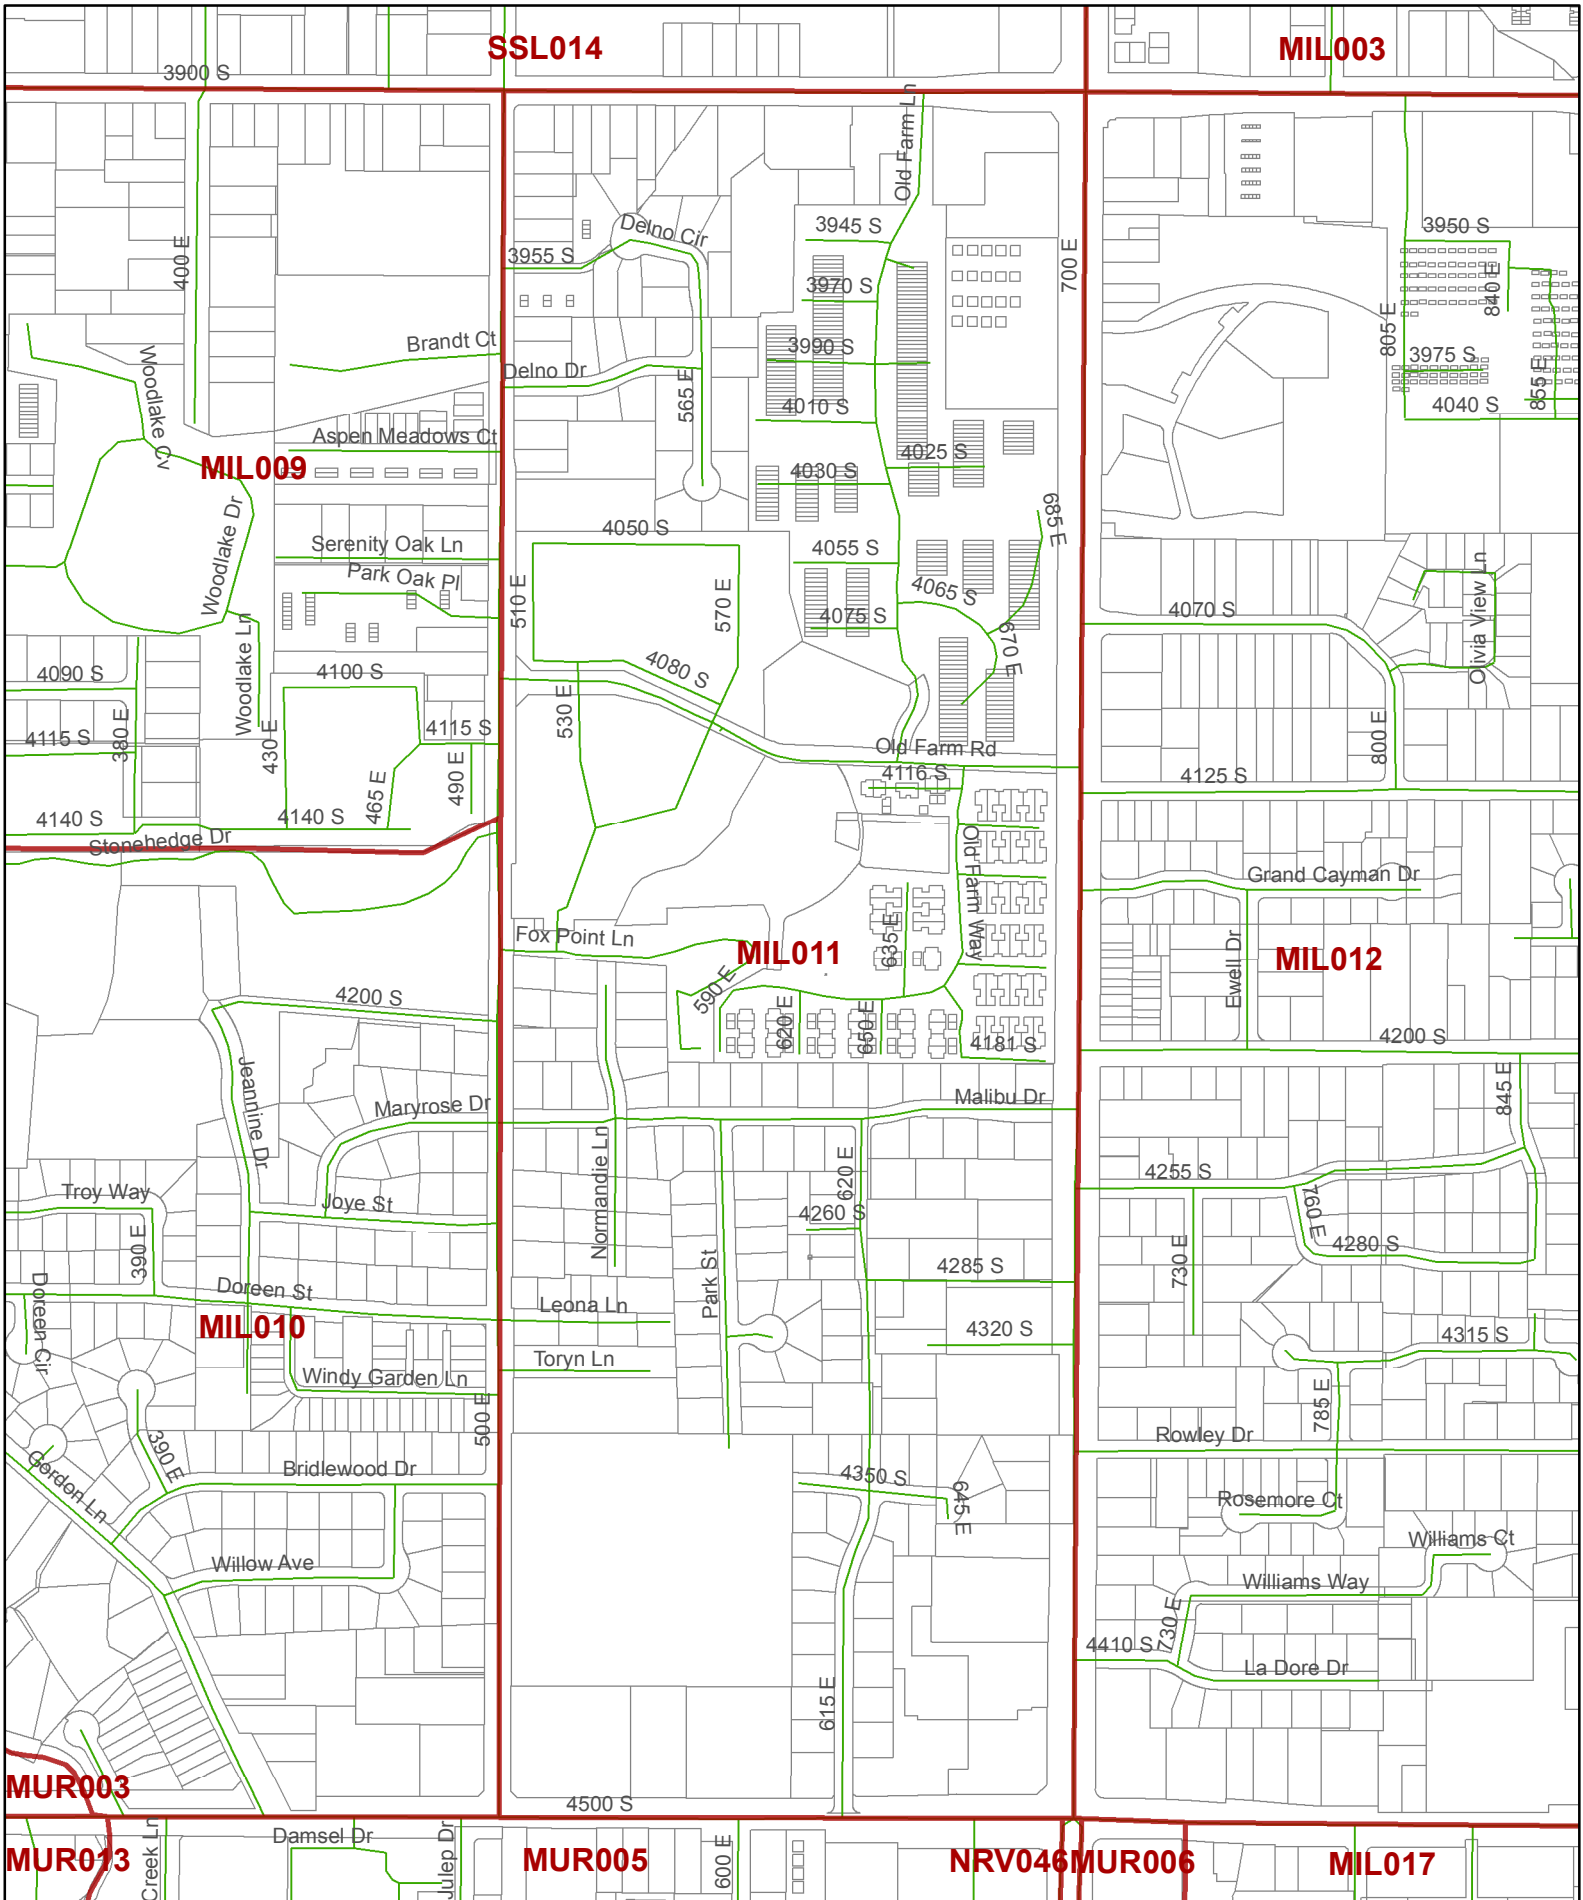 SSL014
MIL003
3900 S
Old Farm Ln
Delno Cir
3945 S
3950 S
3955 S
400 E
700 E
840 E
3970 S
805 E
Brandt Ct
3990 S
3975 S
Delno Dr
565 E
855 E
Woodlake Cv
4010 S
4040 S
Aspen Meadows Ct
4025 S
MIL009
4030 S
685 E
Woodlake Dr
4050 S
Serenity Oak Ln
4055 S
Park Oak Pl
510 E
570 E
4065 S
Olivia View Ln
4075 S
4070 S
Woodlake Ln
670 E
4090 S
4100 S
4080 S
530 E
380 E
430 E
4115 S
4115 S
800 E
Old Farm Rd
490 E
465 E
4116 S
4125 S
4140 S
4140 S
Stonehedge Dr
Old Farm Way
Grand Cayman Dr
Fox Point Ln
635 E
MIL011
MIL012
Ewell Dr
590 E
4200 S
620 E
650 E
4181 S
4200 S
Jeannine Dr
845 E
Maryrose Dr
Malibu Dr
Normandie Ln
620 E
4255 S
Troy Way
Joye St
4260 S
760 E
390 E
730 E
4280 S
Park St
4285 S
Doreen St
Doreen Cir
Leona Ln
MIL010
4320 S
4315 S
Toryn Ln
Windy Garden Ln
500 E
785 E
Rowley Dr
390 E
Bridlewood Dr
4350 S
Gordon Ln
645 E
Rosemore Ct
Williams Ct
Willow Ave
Williams Way
730 E
4410 S
La Dore Dr
615 E
MUR003
4500 S
Creek Ln
Damsel Dr
Julep Dr
600 E
MUR013
MUR005
NRV046
MUR006
MIL017